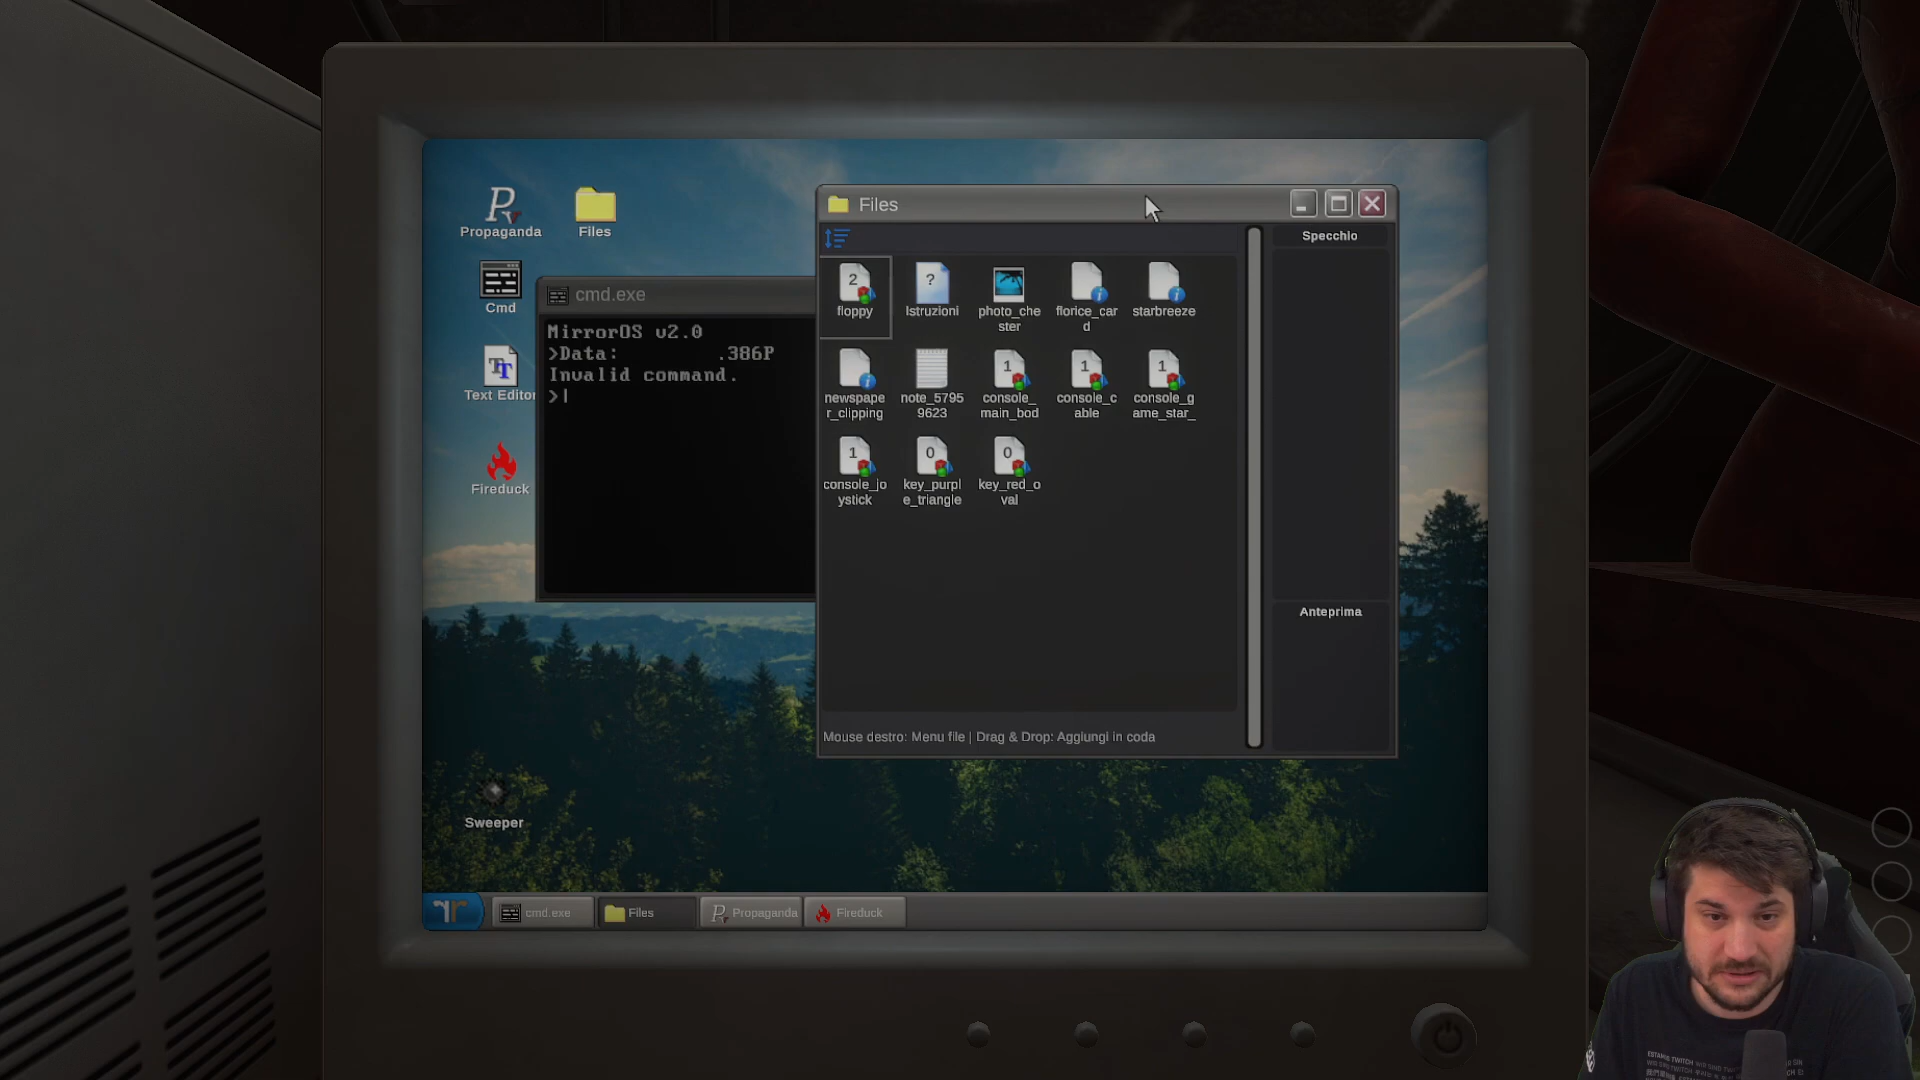 Propaganda
Files
Cmd
Text Editor
Fireduck
Sweeper
cmd.exe
MirrorOS v2.0
>Data: .386P
Invalid command.
>
Files
Specchio
2
floppy
?
Istruzioni
photo_che
ster
florice_car
d
starbreeze
newspape
r_clipping
note_5795
9623
1
console_
main_bod
1
console_c
able
1
console_g
ame_star_
1
console_jo
ystick
0
key_purpl
e_triangle
0
key_red_o
val
Anteprima
Mouse destro: Menu file | Drag & Drop: Aggiungi in coda
cmd.exe
Files
Propaganda
Fireduck
ESTAMIS TWITCH